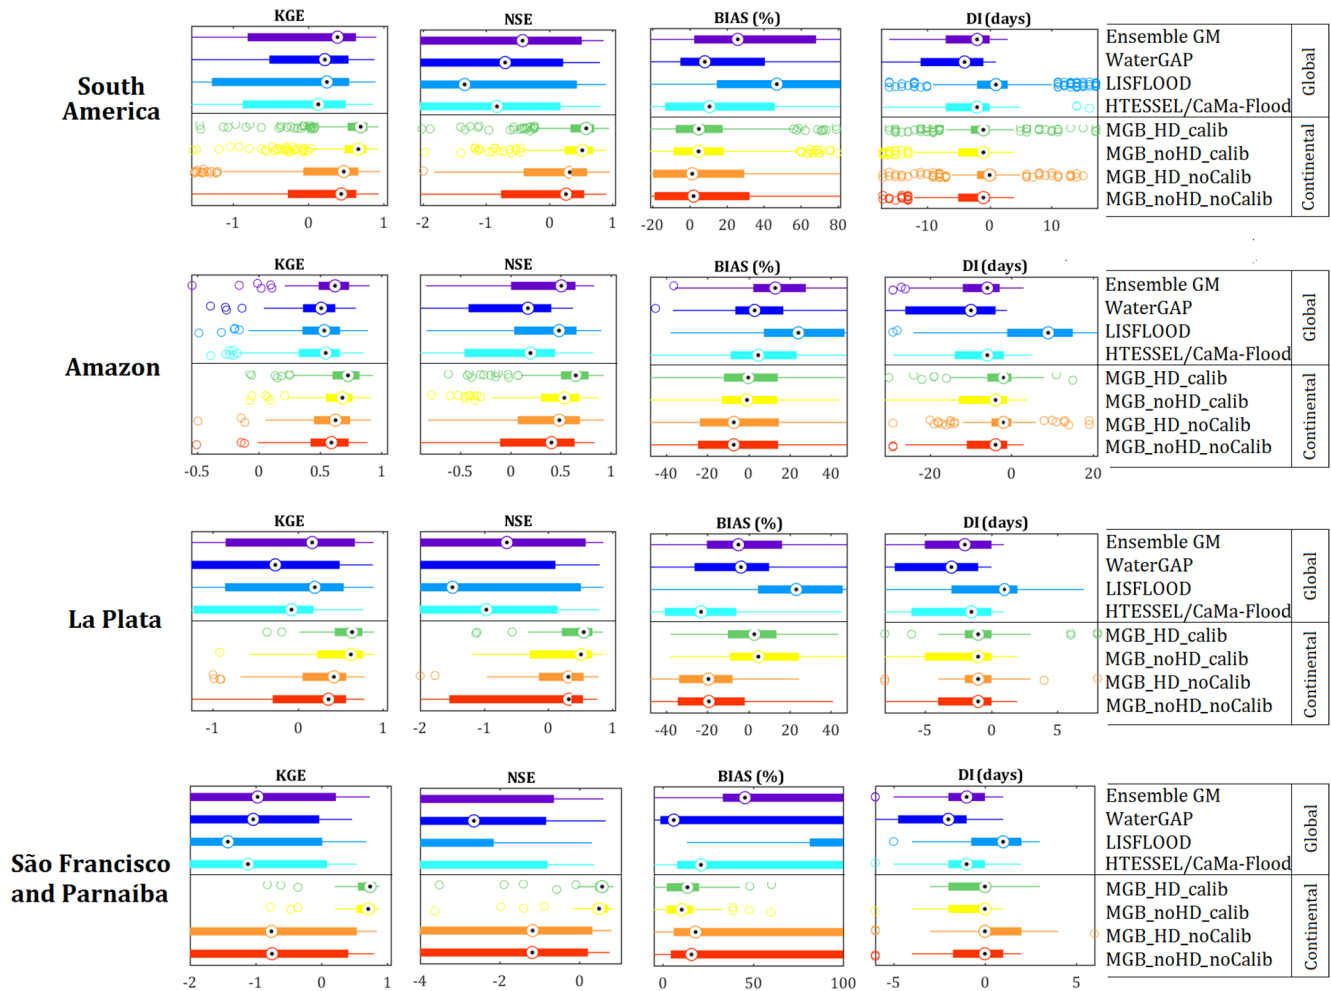 KGE NSE BIAS (%) DI (days)
South
America
Ensemble GM
WaterGAP
LISFLOOD
HTESSEL/CaMa-Flood
Global
MGB_HD_calib
MGB_noHD_calib
MGB_HD_noCalib
MGB_noHD_noCalib
Continental
-1 0 1 -2 -1 0 1 -20 0 20 40 60 80 -10 0 10
KGE NSE BIAS (%) DI (days)
Amazon
Ensemble GM
WaterGAP
LISFLOOD
HTESSEL/CaMa-Flood
Global
MGB_HD_calib
MGB_noHD_calib
MGB_HD_noCalib
MGB_noHD_noCalib
Continental
-0.5 0 0.5 1 -0.5 0 0.5 1 -40 -20 0 20 40 -20 0 20
KGE NSE BIAS (%) DI (days)
La Plata
Ensemble GM
WaterGAP
LISFLOOD
HTESSEL/CaMa-Flood
Global
MGB_HD_calib
MGB_noHD_calib
MGB_HD_noCalib
MGB_noHD_noCalib
Continental
-1 0 1 -2 -1 0 1 -40 -20 0 20 40 -5 0 5
KGE NSE BIAS (%) DI (days)
São Francisco
and Parnaíba
Ensemble GM
WaterGAP
LISFLOOD
HTESSEL/CaMa-Flood
Global
MGB_HD_calib
MGB_noHD_calib
MGB_HD_noCalib
MGB_noHD_noCalib
Continental
-2 -1 0 1 -4 -2 0 0 50 100 -5 0 5